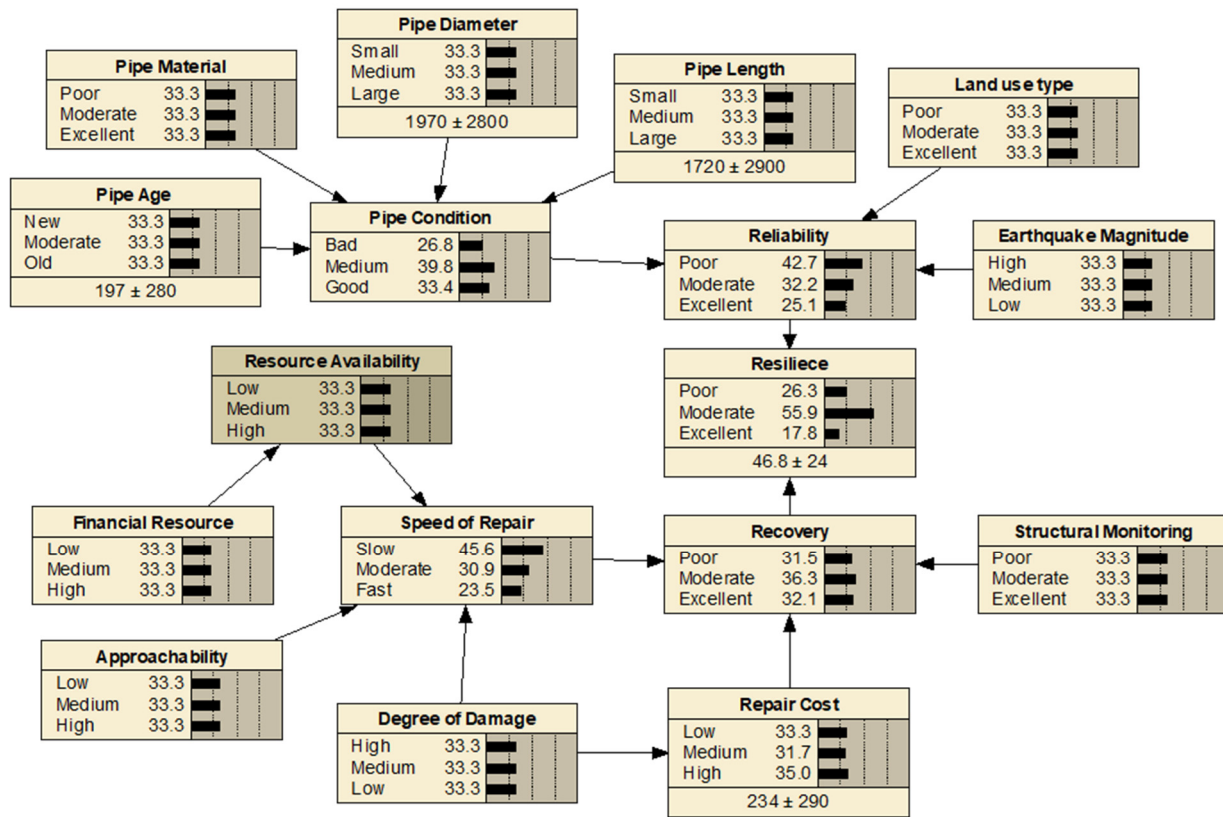 Pipe Diameter
Small 33.3
Medium 33.3
Large 33.3
1970 ± 2800
Pipe Material
Poor 33.3
Moderate 33.3
Excellent 33.3
Pipe Length
Small 33.3
Medium 33.3
Large 33.3
1720 ± 2900
Land use type
Poor 33.3
Moderate 33.3
Excellent 33.3
Pipe Age
New 33.3
Moderate 33.3
Old 33.3
197 ± 280
Pipe Condition
Bad 26.8
Medium 39.8
Good 33.4
Reliability
Poor 42.7
Moderate 32.2
Excellent 25.1
Earthquake Magnitude
High 33.3
Medium 33.3
Low 33.3
Resource Availability
Low 33.3
Medium 33.3
High 33.3
Resiliece
Poor 26.3
Moderate 55.9
Excellent 17.8
46.8 ± 24
Financial Resource
Low 33.3
Medium 33.3
High 33.3
Speed of Repair
Slow 45.6
Moderate 30.9
Fast 23.5
Recovery
Poor 31.5
Moderate 36.3
Excellent 32.1
Structural Monitoring
Poor 33.3
Moderate 33.3
Excellent 33.3
Approachability
Low 33.3
Medium 33.3
High 33.3
Degree of Damage
High 33.3
Medium 33.3
Low 33.3
Repair Cost
Low 33.3
Medium 31.7
High 35.0
234 ± 290